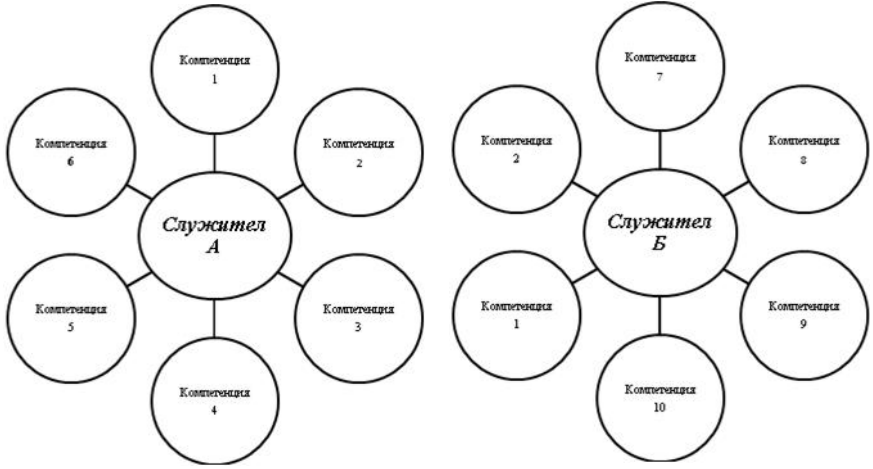 Компетенция
1
Компетенция
2
Компетенция
3
Компетенция
4
Компетенция
5
Компетенция
6
Служител
А
Компетенция
7
Компетенция
8
Компетенция
9
Компетенция
10
Компетенция
1
Компетенция
2
Служител
Б